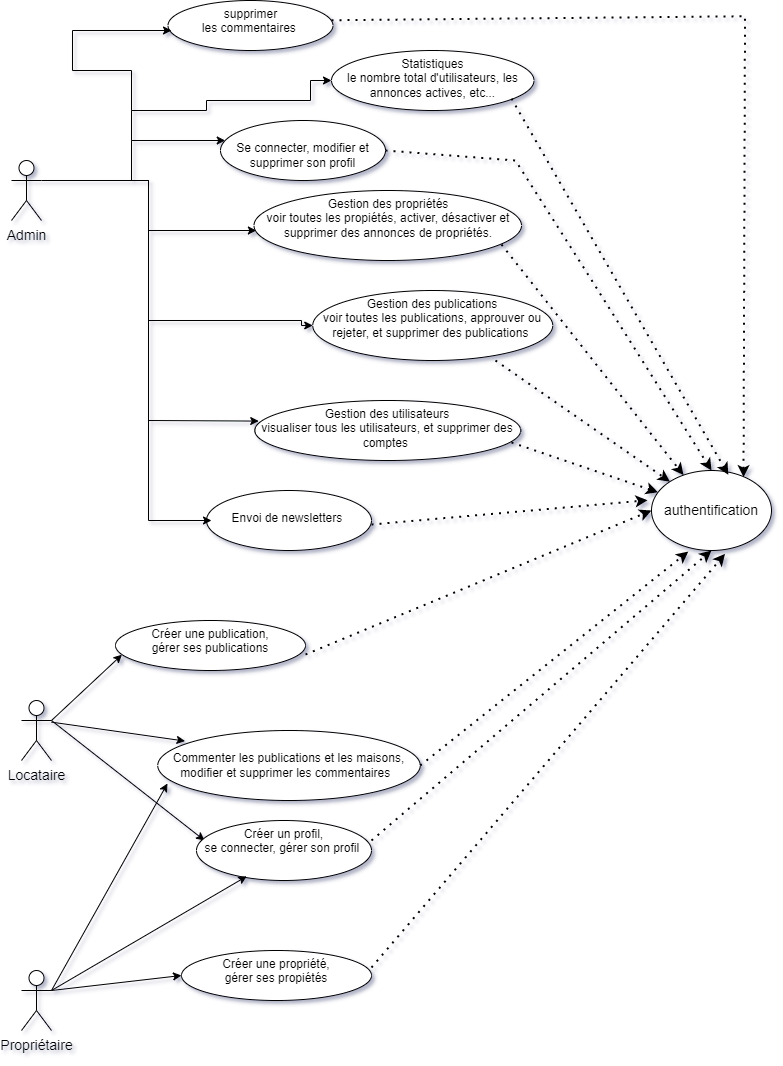 supprimer
les commentaires
Statistiques
le nombre total d'utilisateurs, les
annonces actives, etc...
Se connecter, modifier et
supprimer son profil
Admin
Gestion des propriétés
voir toutes les propiétés, activer, désactiver et
supprimer des annonces de propriétés.
Gestion des publications
voir toutes les publications, approuver ou
rejeter, et supprimer des publications
Gestion des utilisateurs
visualiser tous les utilisateurs, et supprimer des
comptes
Envoi de newsletters
authentification
Créer une publication,
gérer ses publications
Locataire
Commenter les publications et les maisons,
modifier et supprimer les commentaires
Créer un profil,
se connecter, gérer son profil
Créer une propriété,
gérer ses propiétés
Propriétaire